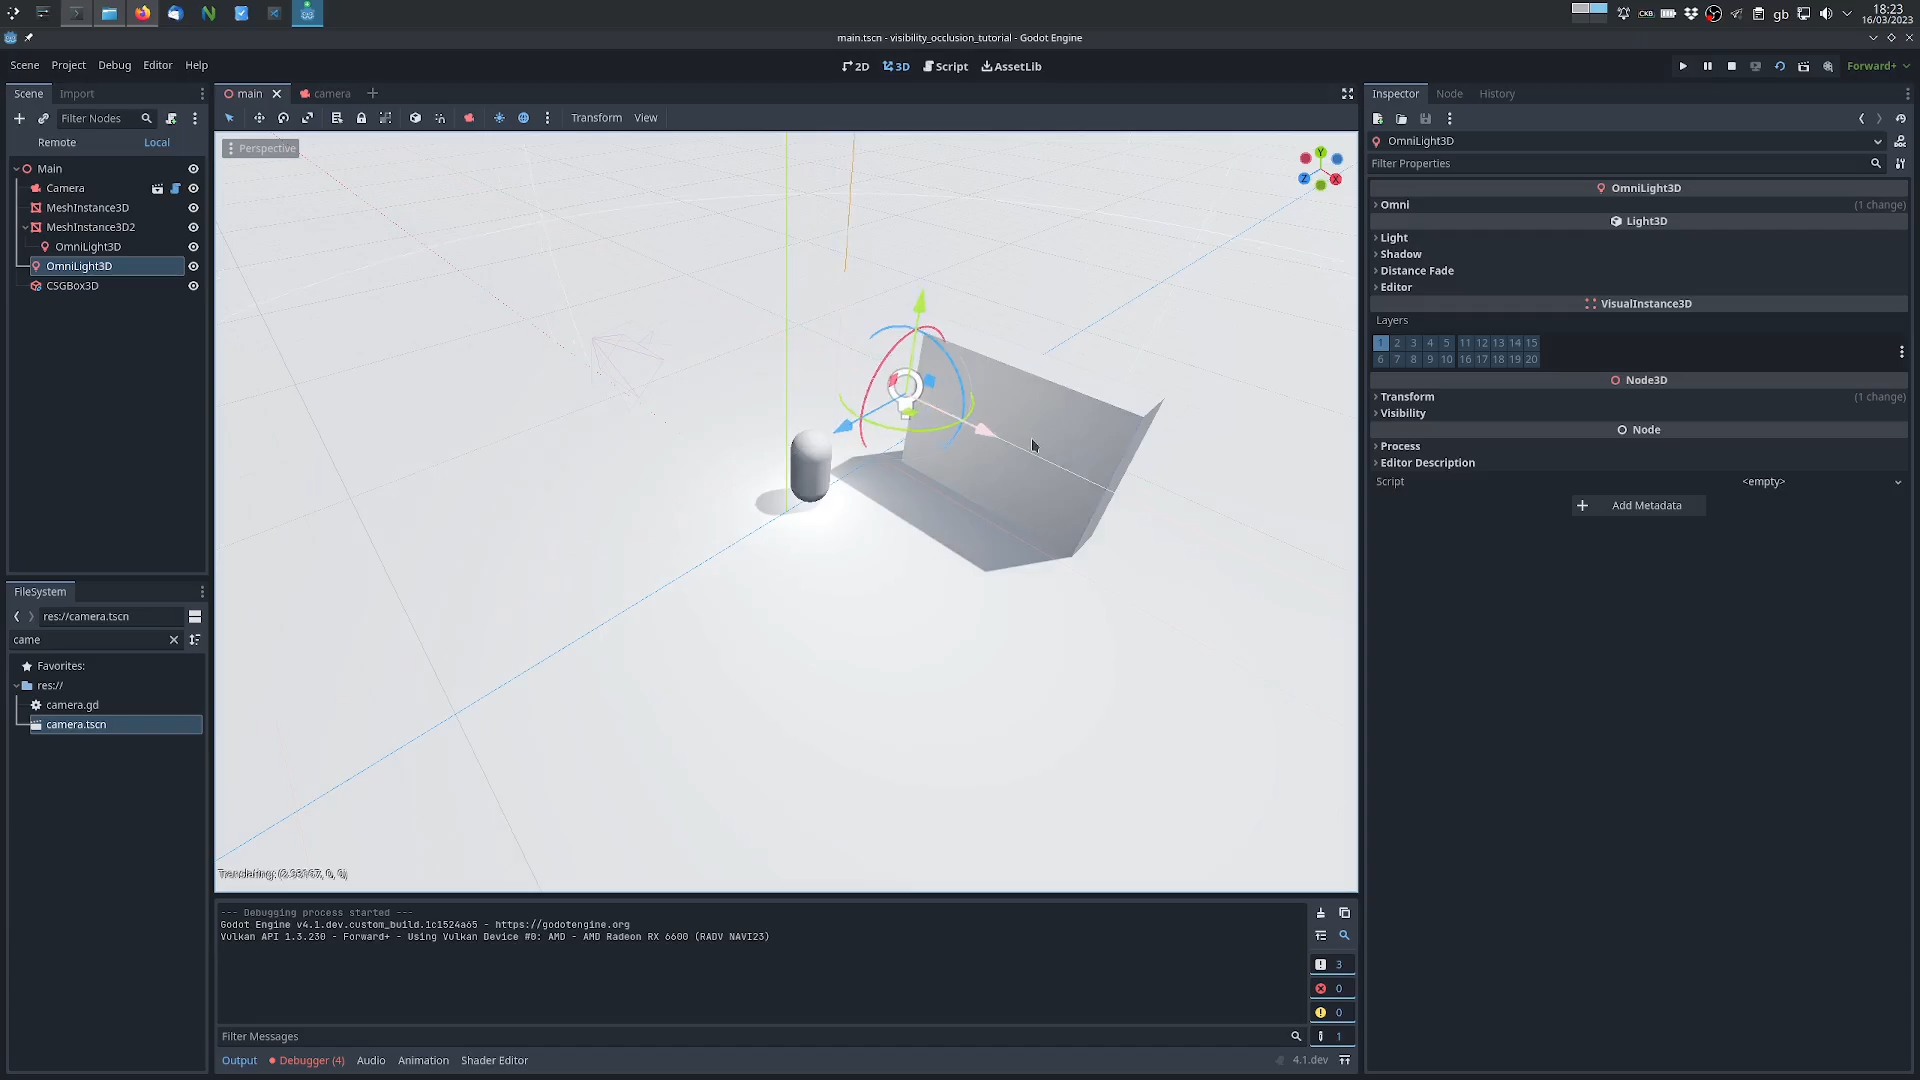 CKB
gb
18:23
16/03/2023
main.tscn - visibility_occlusion_tutorial - Godot Engine
Scene Project Debug Editor Help
2D 3D Script AssetLib
Forward+
Scene Import
Filter Nodes
Remote Local
Main
Camera
MeshInstance3D
MeshInstance3D2
OmniLight3D
OmniLight3D
CSGBox3D
FileSystem
res://camera.tscn
came
Favorites:
res://
camera.gd
camera.tscn
main camera
Transform View
Perspective
Y
Z X
--- Debugging process started ---
Godot Engine v4.1.dev.custom_build.1c1524a65 - https://godotengine.org
Vulkan API 1.3.230 - Forward+ - Using Vulkan Device #0: AMD - AMD Radeon RX 6600 (RADV NAVI23)
3
0
0
1
Filter Messages
Output Debugger (4) Audio Animation Shader Editor
4.1.dev
Inspector Node History
OmniLight3D
DOC
Filter Properties
OmniLight3D
Omni (1 change)
Light3D
Light
Shadow
Distance Fade
Editor
VisualInstance3D
Layers
1 2 3 4 5 11 12 13 14 15
6 7 8 9 10 16 17 18 19 20
Node3D
Transform (1 change)
Visibility
Node
Process
Editor Description
Script <empty>
Add Metadata